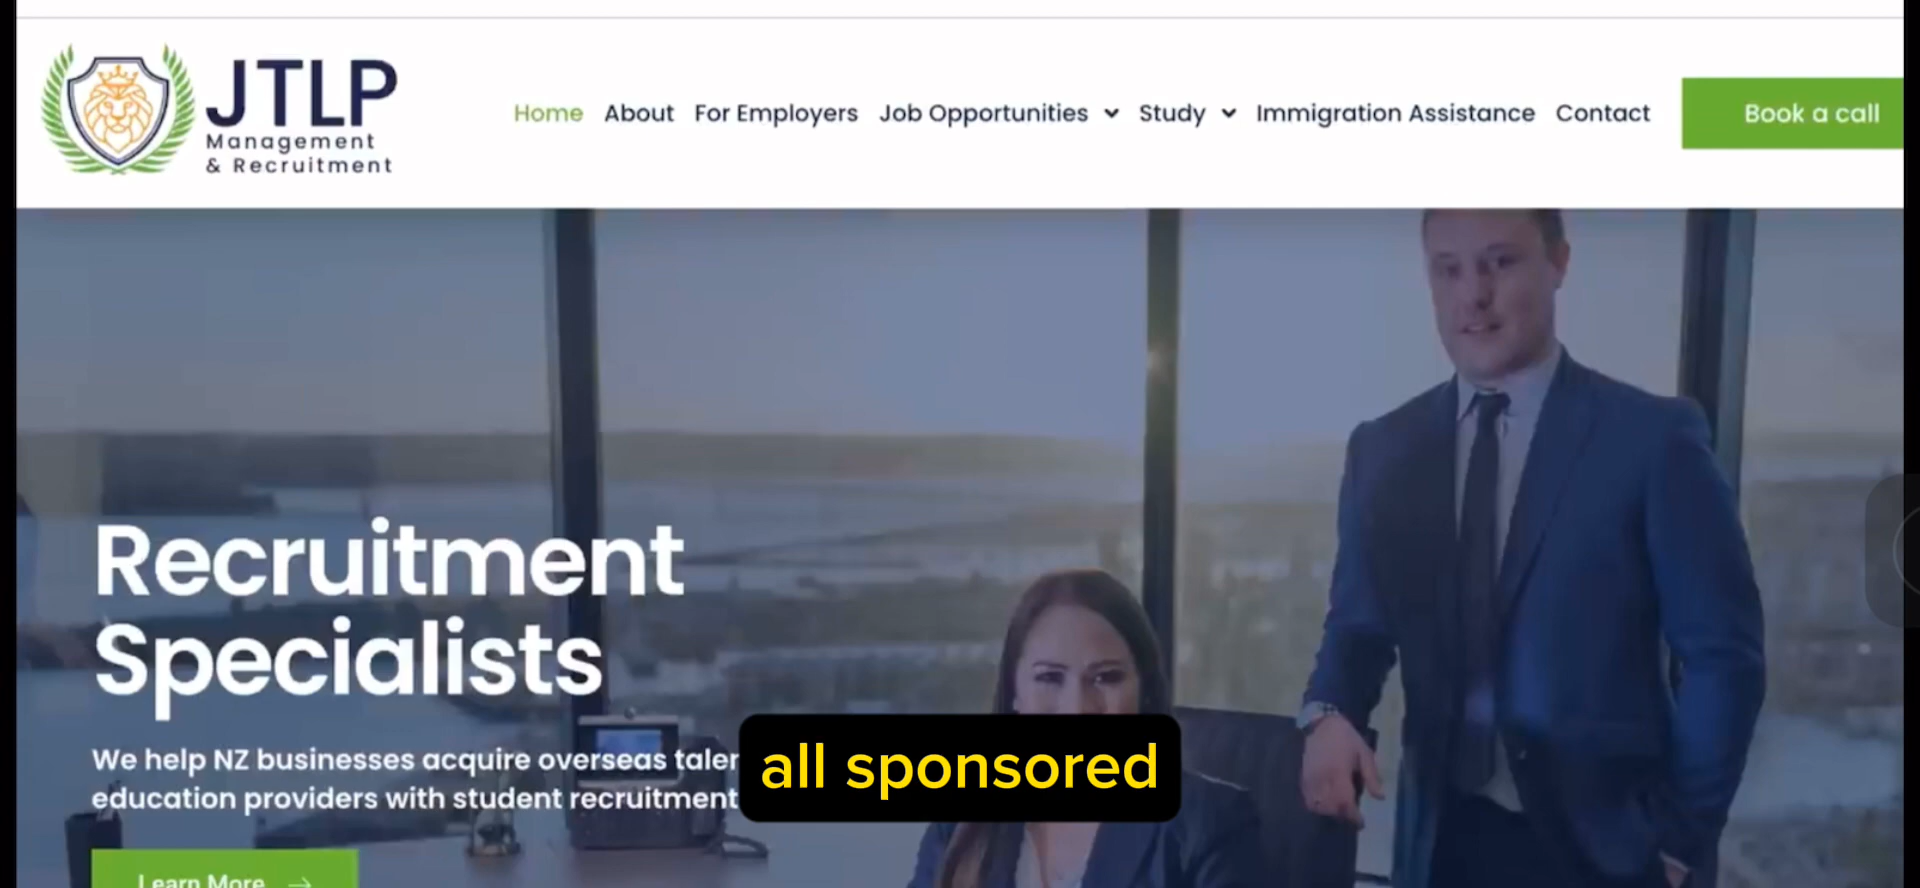 JTLP
Management
& Recruitment
Home About For Employers Job Opportunities Study Immigration Assistance Contact Book a call
Recruitment
Specialists
We help NZ businesses acquire overseas
education providers with student recruitment
all sponsored
Learn More